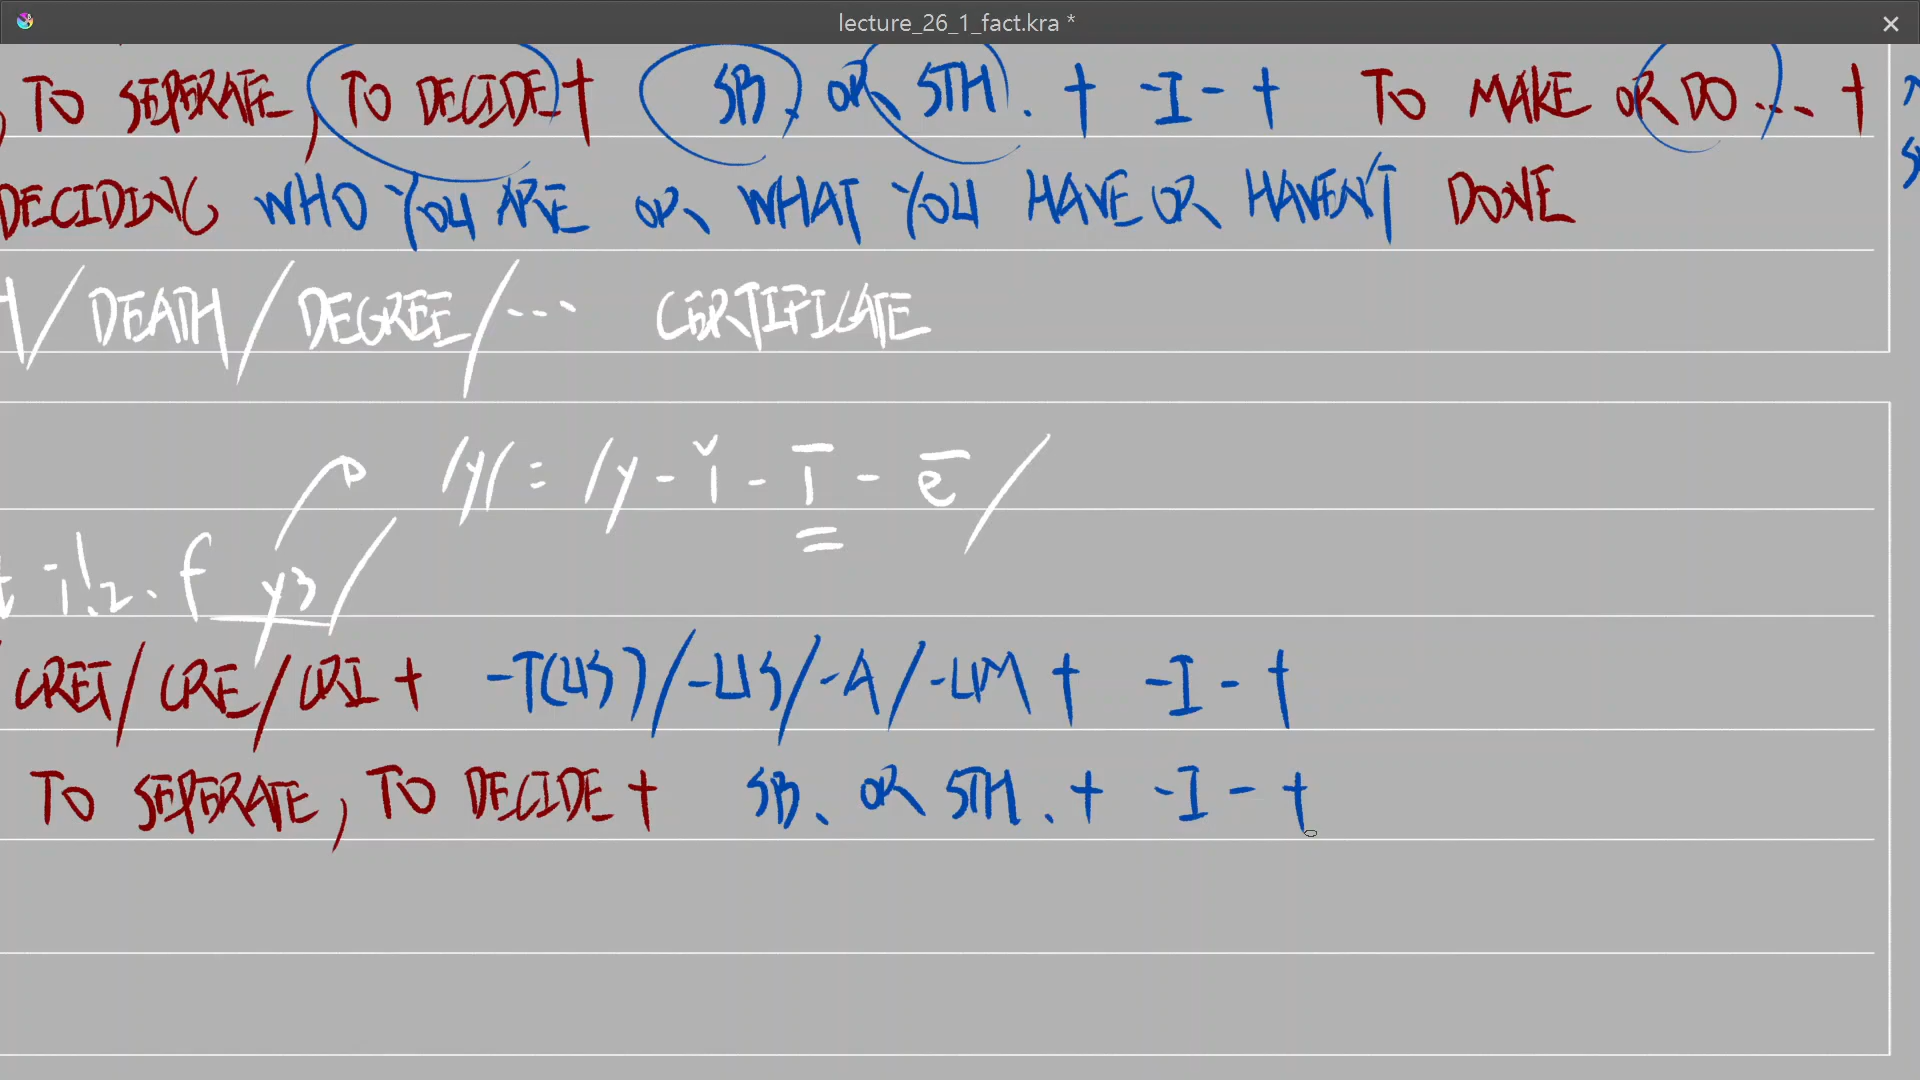 lecture_26_1_fact.kra *
, TO SEPERATE, TO DECIDE + SB. OR STH. + -I- + TO MAKE OR DO ... +
DECIDING WHO YOU ARE OR WHAT YOU HAVE OR HAVEN'T DONE
/ DEATH / DEGREE / ... CERTIFICATE
/y/ = /y - ǐ - ī - ē /
-i!2. f y3 /
CRET / CRE / CRI + -T(US) / -US / -A / -UM + -I- +
TO SEPERATE, TO DECIDE + SB. OR STH. + -I- +